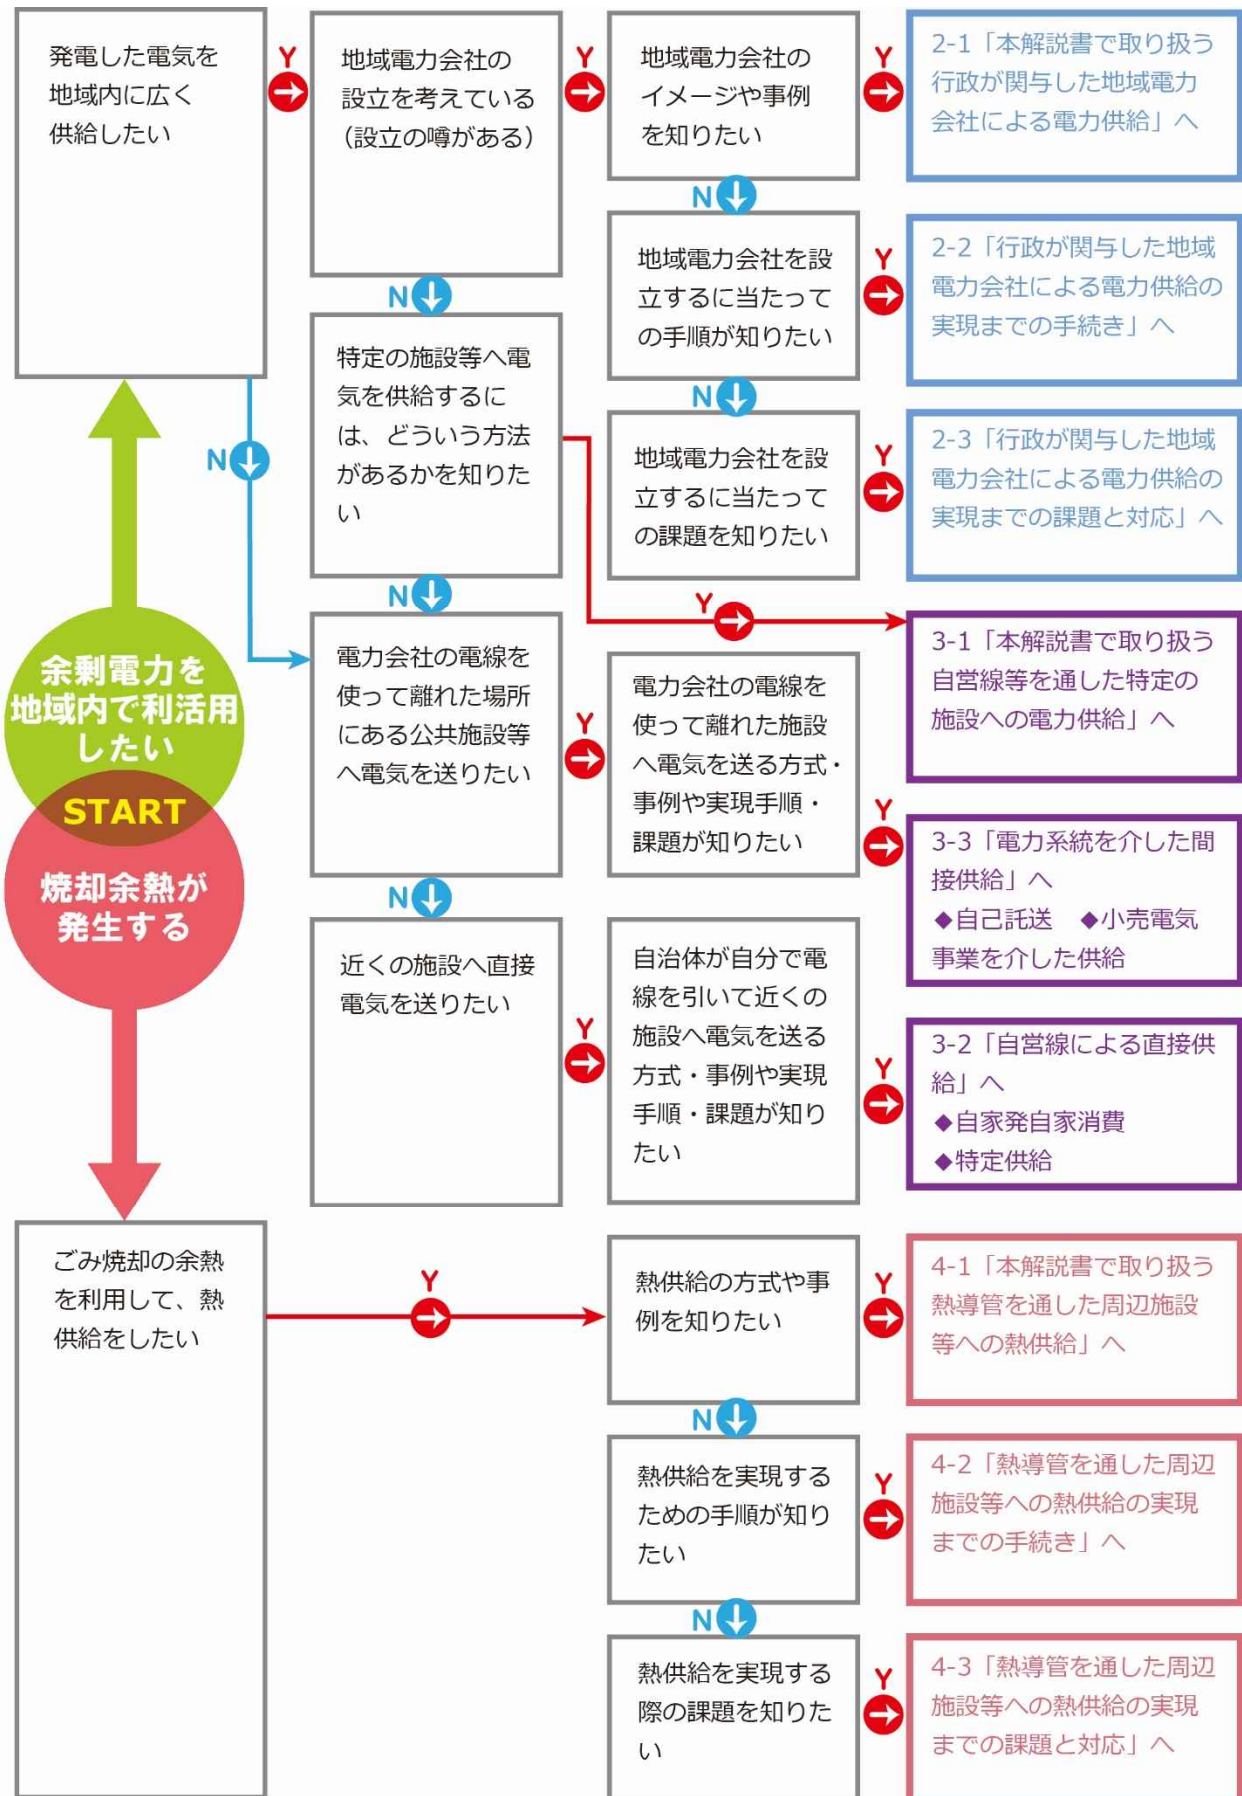 発電した電気を
地域内に広く
供給したい
Y
地域電力会社の
設立を考えている
（設立の噂がある）
Y
地域電力会社の
イメージや事例
を知りたい
Y
2-1「本解説書で取り扱う
行政が関与した地域電力
会社による電力供給」へ
N
地域電力会社を設
立するに当たって
の手順が知りたい
Y
2-2「行政が関与した地域
電力会社による電力供給の
実現までの手続き」へ
N
特定の施設等へ電
気を供給するに
は、どういう方法
があるかを知りた
い
N
地域電力会社を設
立するに当たって
の課題を知りたい
Y
2-3「行政が関与した地域
電力会社による電力供給の
実現までの課題と対応」へ
N
N
Y
3-1「本解説書で取り扱う
自営線等を通した特定の
施設への電力供給」へ
余剰電力を
地域内で利活用
したい
START
焼却余熱が
発生する
電力会社の電線を
使って離れた場所
にある公共施設等
へ電気を送りたい
Y
電力会社の電線を
使って離れた施設
へ電気を送る方式・
事例や実現手順・
課題が知りたい
Y
3-3「電力系統を介した間
接供給」へ
◆自己託送　◆小売電気
事業を介した供給
N
近くの施設へ直接
電気を送りたい
Y
自治体が自分で電
線を引いて近くの
施設へ電気を送る
方式・事例や実現
手順・課題が知り
たい
Y
3-2「自営線による直接供
給」へ
◆自家発自家消費
◆特定供給
ごみ焼却の余熱
を利用して、熱
供給をしたい
Y
熱供給の方式や事
例を知りたい
Y
4-1「本解説書で取り扱う
熱導管を通した周辺施設
等への熱供給」へ
N
熱供給を実現する
ための手順が知り
たい
Y
4-2「熱導管を通した周辺
施設等への熱供給の実現
までの手続き」へ
N
熱供給を実現する
際の課題を知りた
い
Y
4-3「熱導管を通した周辺
施設等への熱供給の実現
までの課題と対応」へ